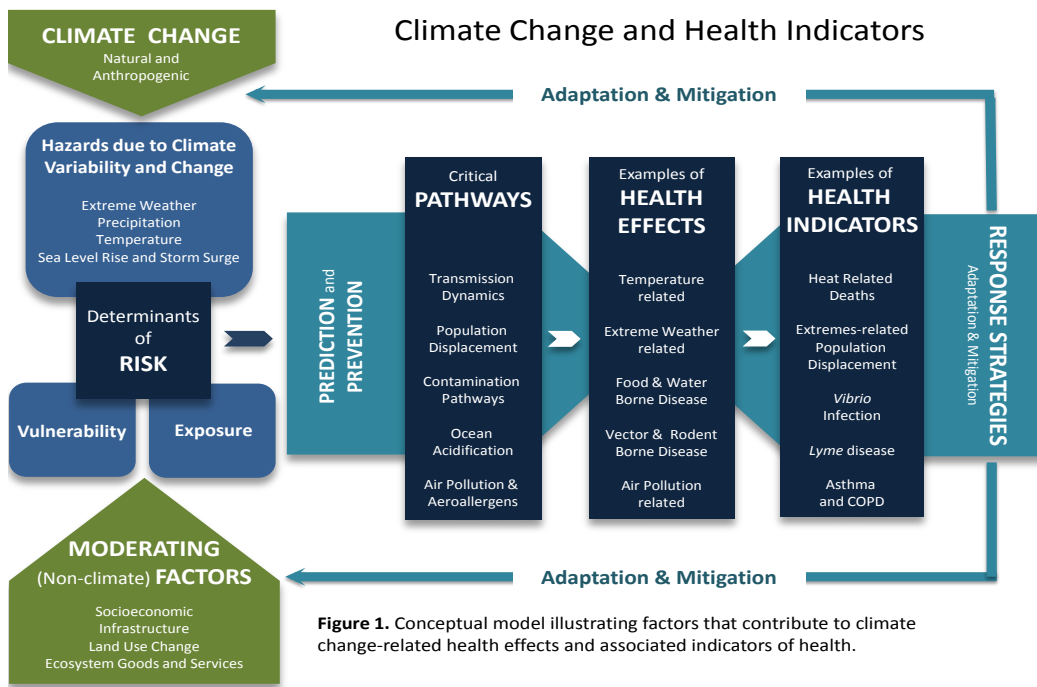 Climate Change and Health Indicators
CLIMATE CHANGE
Natural and
Anthropogenic
Adaptation & Mitigation
Hazards due to Climate
Variability and Change
Extreme Weather
Precipitation
Temperature
Sea Level Rise and Storm Surge
Determinants
of
RISK
Vulnerability
Exposure
MODERATING
(Non-climate) FACTORS
Socioeconomic
Infrastructure
Land Use Change
Ecosystem Goods and Services
PREDICTION and
PREVENTION
Critical
PATHWAYS
Transmission
Dynamics
Population
Displacement
Contamination
Pathways
Ocean
Acidification
Air Pollution &
Aeroallergens
Examples of
HEALTH
EFFECTS
Temperature
related
Extreme Weather
related
Food & Water
Borne Disease
Vector & Rodent
Borne Disease
Air Pollution
related
Examples of
HEALTH
INDICATORS
Heat Related
Deaths
Extremes-related
Population
Displacement
Vibrio
Infection
Lyme disease
Asthma
and COPD
RESPONSE STRATEGIES
Adaptation & Mitigation
Adaptation & Mitigation
Figure 1. Conceptual model illustrating factors that contribute to climate
change-related health effects and associated indicators of health.